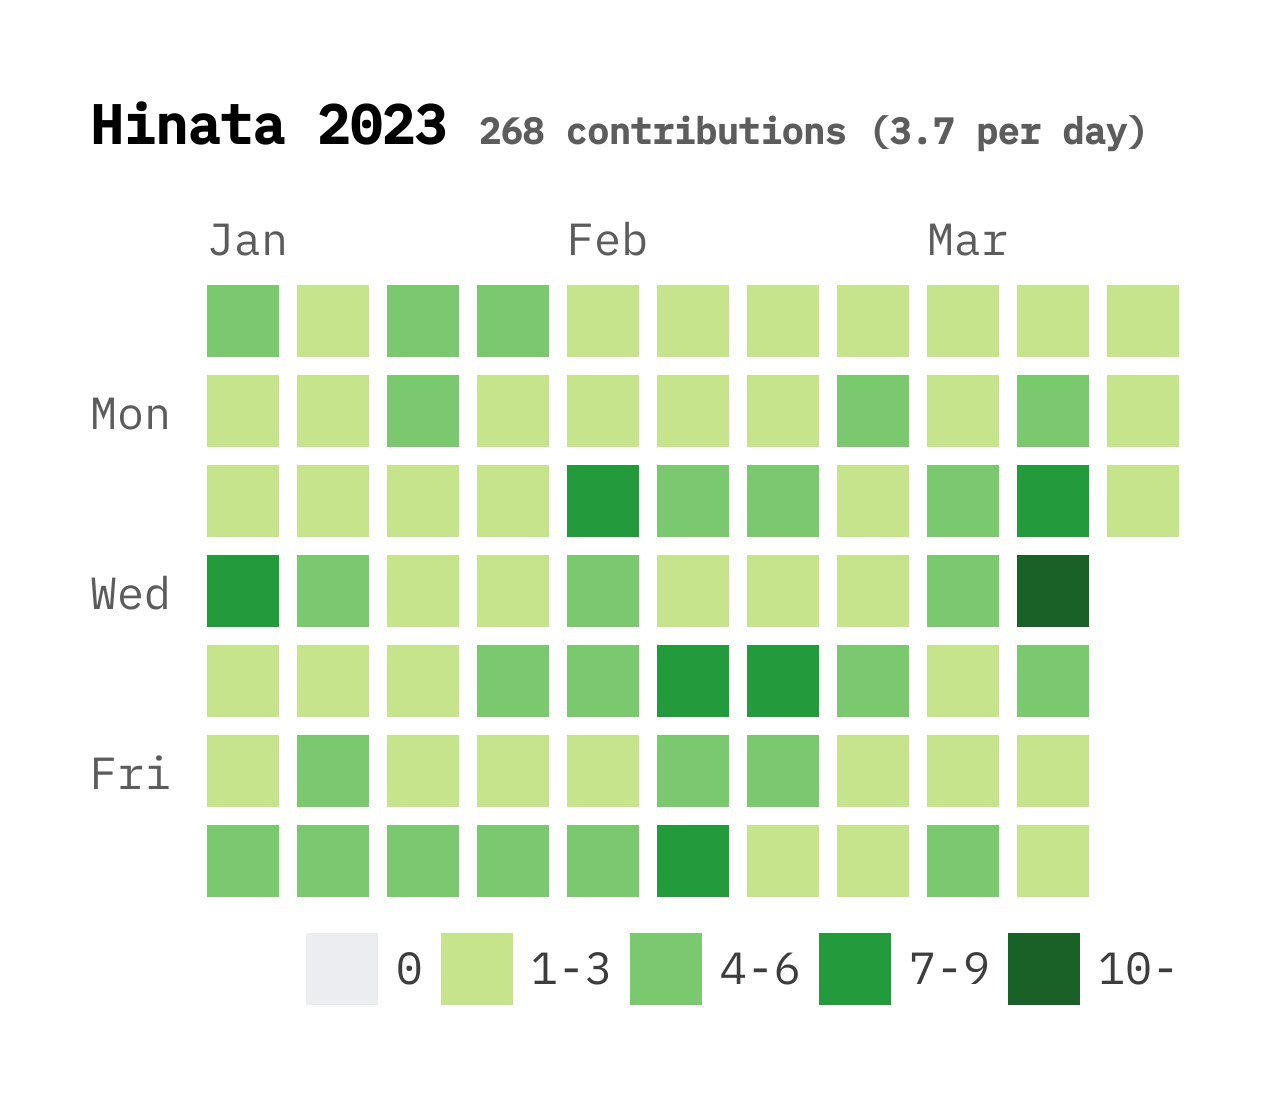 Hinata 2023 268 contributions (3.7 per day)
Jan Feb Mar
Mon
Wed
Fri
0 1-3 4-6 7-9 10-